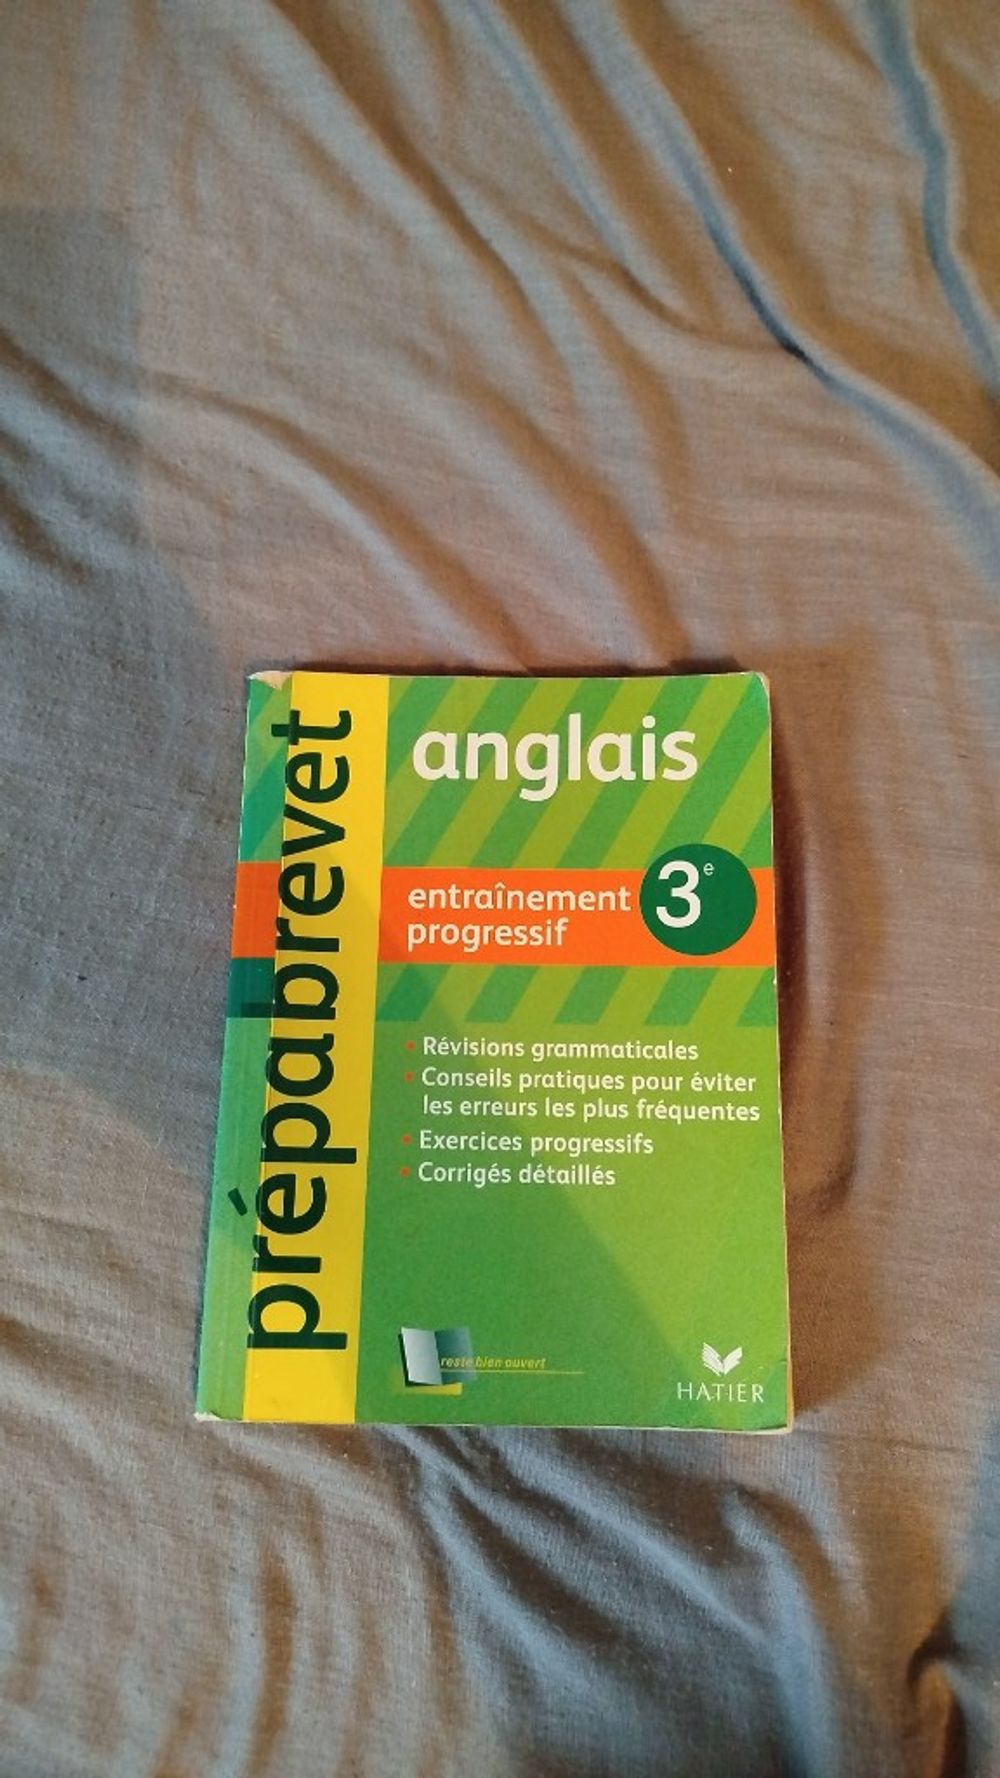 prépabrevet
anglais
entraînement
progressif
3e
• Révisions grammaticales
• Conseils pratiques pour éviter
les erreurs les plus fréquentes
• Exercices progressifs
• Corrigés détaillés
reste bien ouvert
HATIER